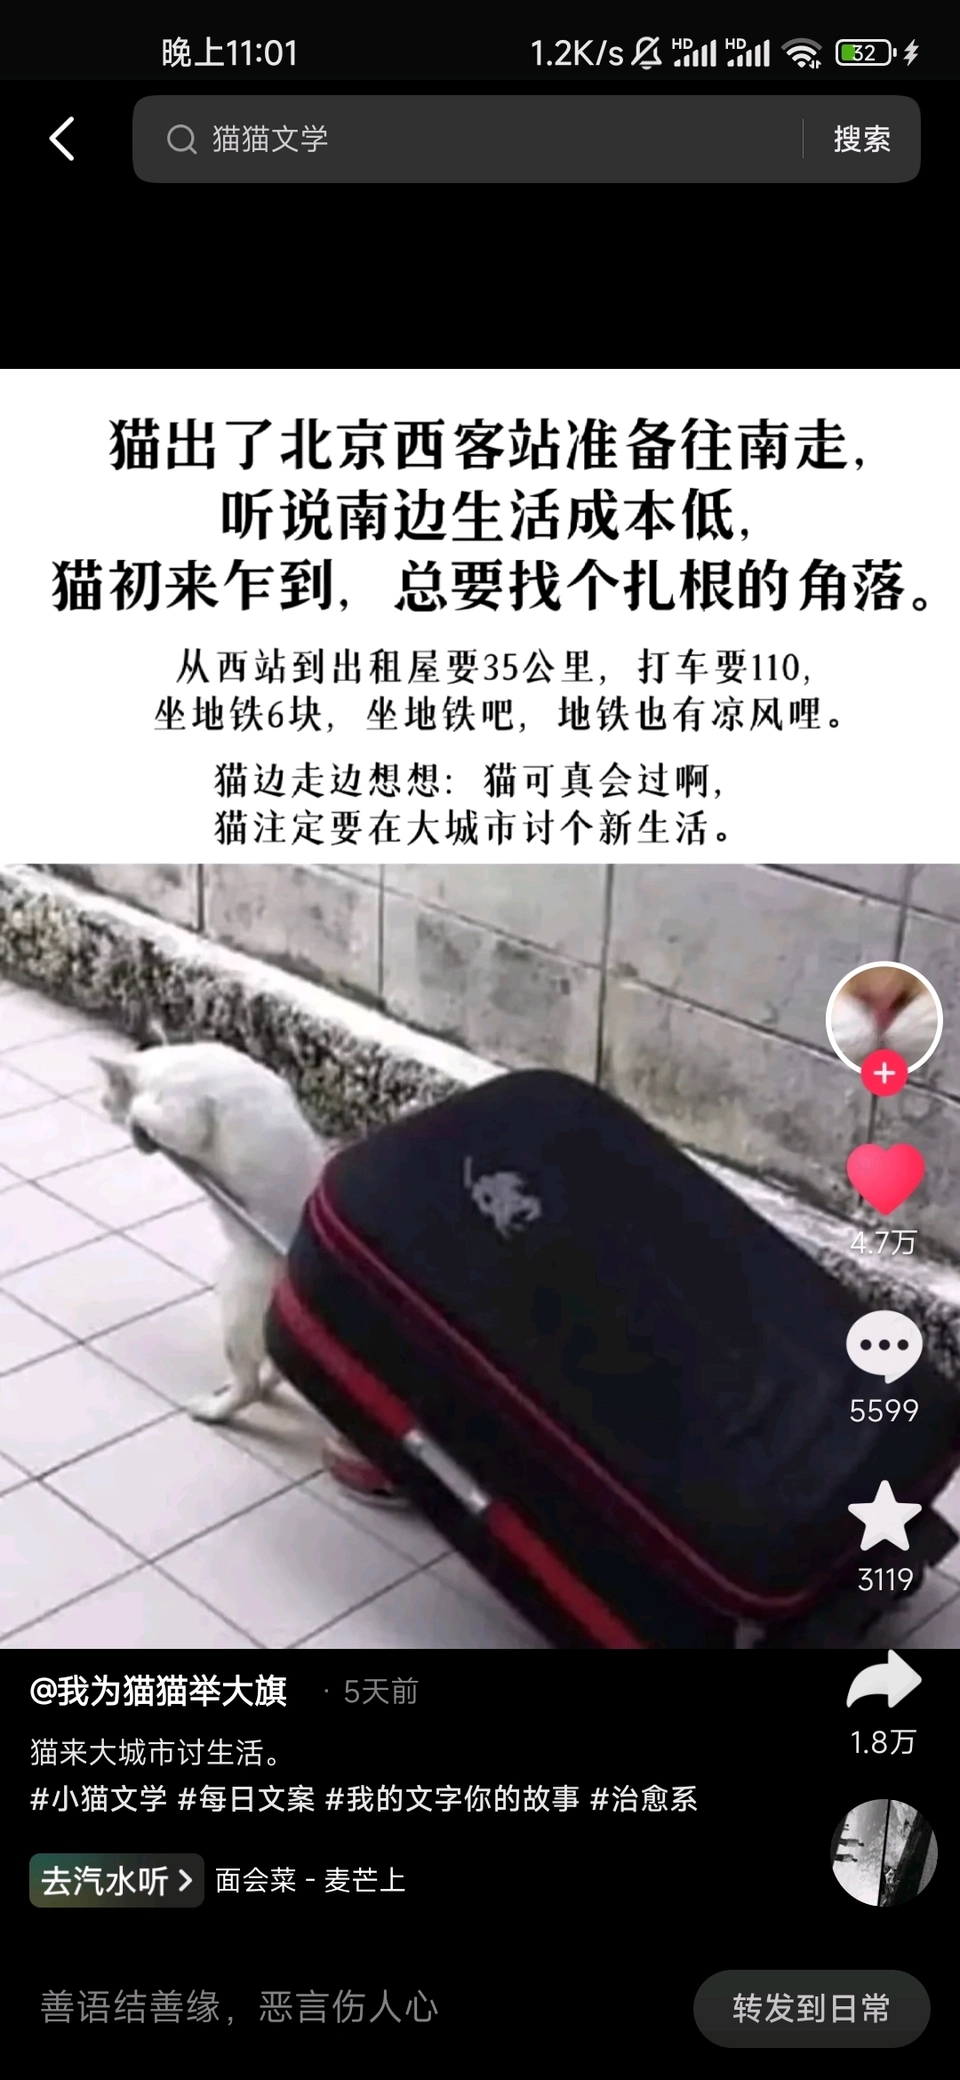 晚上11:01
1.2K/s HD HD 32
猫猫文学
搜索
猫出了北京西客站准备往南走,
听说南边生活成本低,
猫初来乍到, 总要找个扎根的角落。
从西站到出租屋要35公里, 打车要110,
坐地铁6块, 坐地铁吧, 地铁也有凉风哩。
猫边走边想想: 猫可真会过啊,
猫注定要在大城市讨个新生活。
4.7万
5599
3119
1.8万
@我为猫猫举大旗 · 5天前
猫来大城市讨生活。
#小猫文学 #每日文案 #我的文字你的故事 #治愈系
去汽水听 面会菜 - 麦芒上
善语结善缘, 恶言伤人心
转发到日常